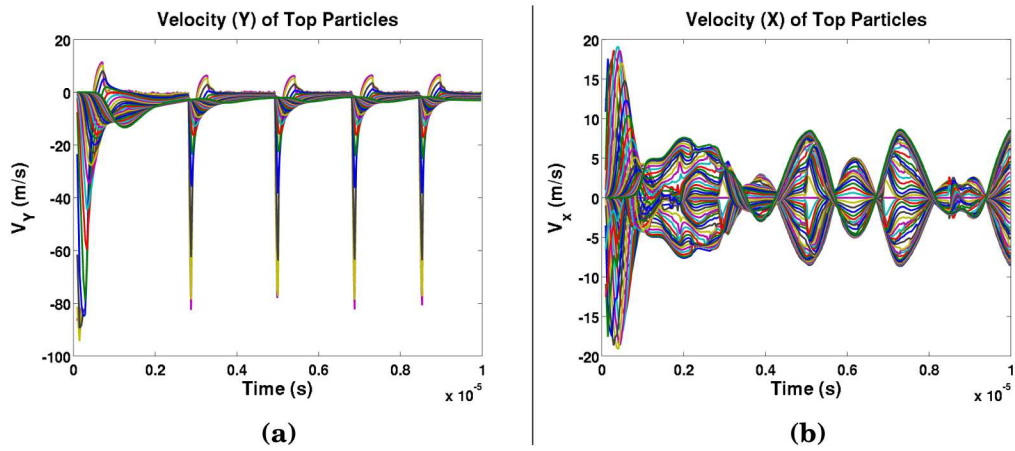 Velocity (Y) of Top Particles
20
0
-20
-40
-60
-80
-100
V_Y (m/s)
0
0.2
0.4
0.6
0.8
1
Time (s)
x 10^-5
(a)
Velocity (X) of Top Particles
20
15
10
5
0
-5
-10
-15
-20
V_x (m/s)
0
0.2
0.4
0.6
0.8
1
Time (s)
x 10^-5
(b)